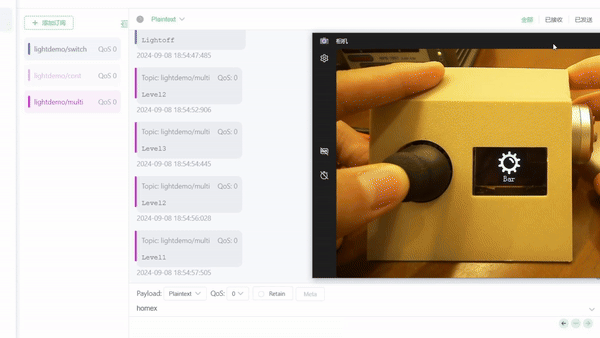 + 添加订阅
Plaintext
全部
已接收
已发送
lightdemo/switch QoS 0
lightdemo/cont QoS 0
lightdemo/multi QoS 0
Lightoff
2024-09-08 18:54:47:485
Topic: lightdemo/multi QoS: 0
Level2
2024-09-08 18:54:52:906
Topic: lightdemo/multi QoS: 0
Level3
2024-09-08 18:54:54:445
Topic: lightdemo/multi QoS: 0
Level2
2024-09-08 18:54:56:028
Topic: lightdemo/multi QoS: 0
Level1
2024-09-08 18:54:57:505
相机
Bar
Payload: Plaintext QoS: 0 Retain Meta
homex